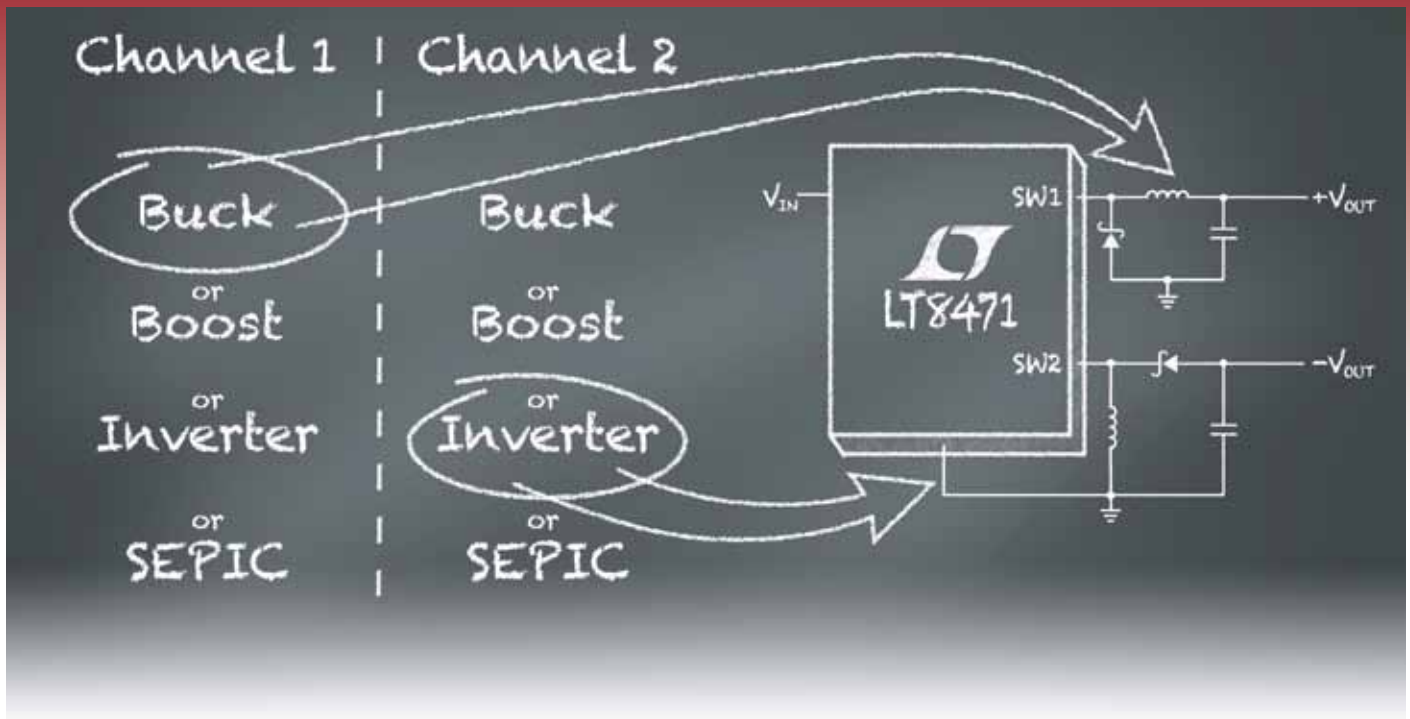 Channel 1
Channel 2
Buck
or
Boost
or
Inverter
or
SEPIC
Buck
or
Boost
or
Inverter
or
SEPIC
VIN
SW1
+VOUT
LT8471
SW2
-VOUT